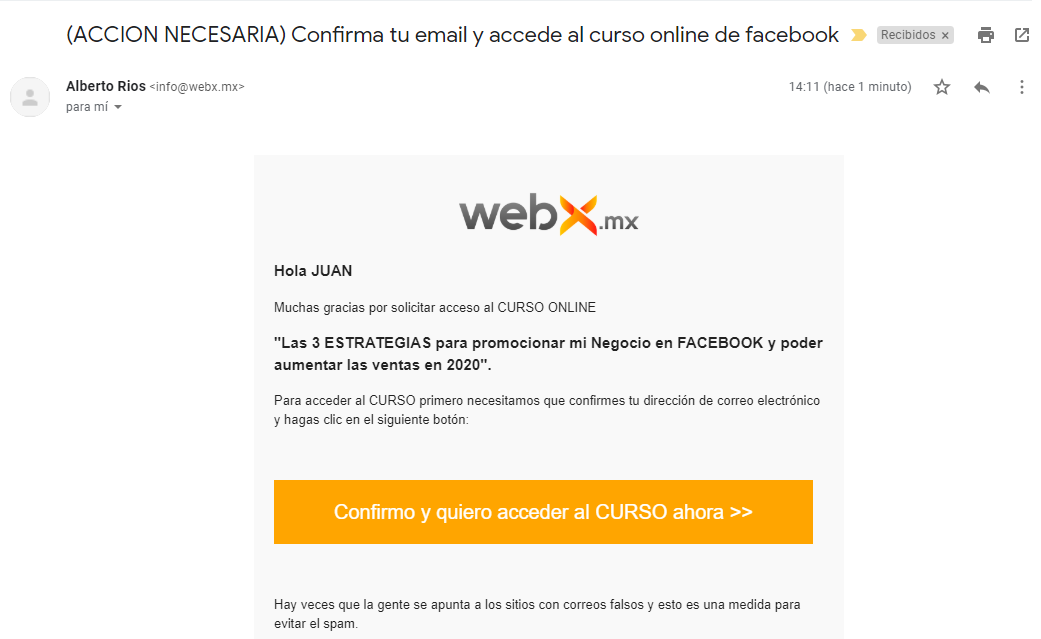 (ACCION NECESARIA) Confirma tu email y accede al curso online de facebook
Recibidos ×
Alberto Rios <info@webx.mx>
14:11 (hace 1 minuto)
para mí
webx.mx
Hola JUAN
Muchas gracias por solicitar acceso al CURSO ONLINE
"Las 3 ESTRATEGIAS para promocionar mi Negocio en FACEBOOK y poder
aumentar las ventas en 2020".
Para acceder al CURSO primero necesitamos que confirmes tu dirección de correo electrónico
y hagas clic en el siguiente botón:
Confirmo y quiero acceder al CURSO ahora >>
Hay veces que la gente se apunta a los sitios con correos falsos y esto es una medida para
evitar el spam.